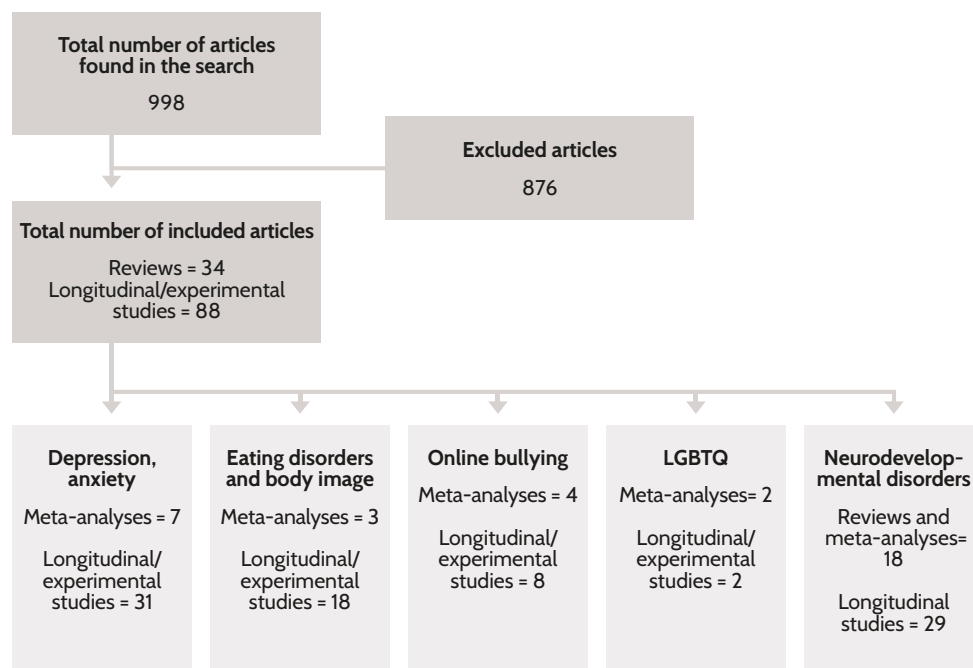 Total number of articles
found in the search
998
Excluded articles
876
Total number of included articles
Reviews = 34
Longitudinal/experimental
studies = 88
Depression,
anxiety
Meta-analyses = 7
Longitudinal/
experimental
studies = 31
Eating disorders
and body image
Meta-analyses = 3
Longitudinal/
experimental
studies = 18
Online bullying
Meta-analyses = 4
Longitudinal/
experimental
studies = 8
LGBTQ
Meta-analyses= 2
Longitudinal/
experimental
studies = 2
Neurodevelop-
mental disorders
Reviews and
meta-analyses=
18
Longitudinal
studies = 29